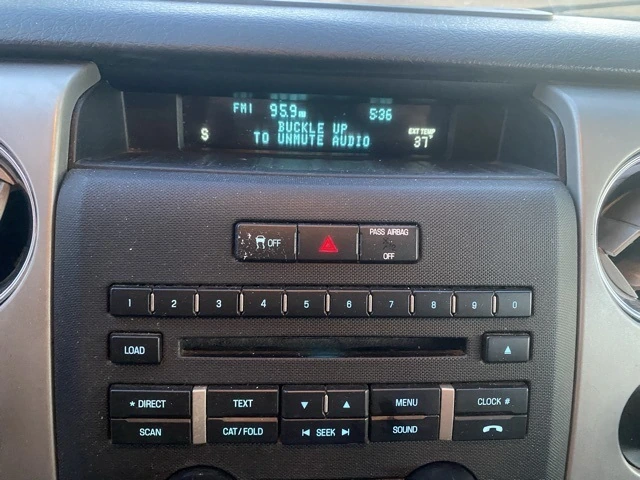 FM1 95.9 5:36
S BUCKLE UP EXT TEMP
TO UNMUTE AUDIO 37°F
OFF PASS AIRBAG OFF
1 2 3 4 5 6 7 8 9 0
LOAD
* DIRECT TEXT MENU CLOCK #
SCAN CAT/FOLD SEEK SOUND